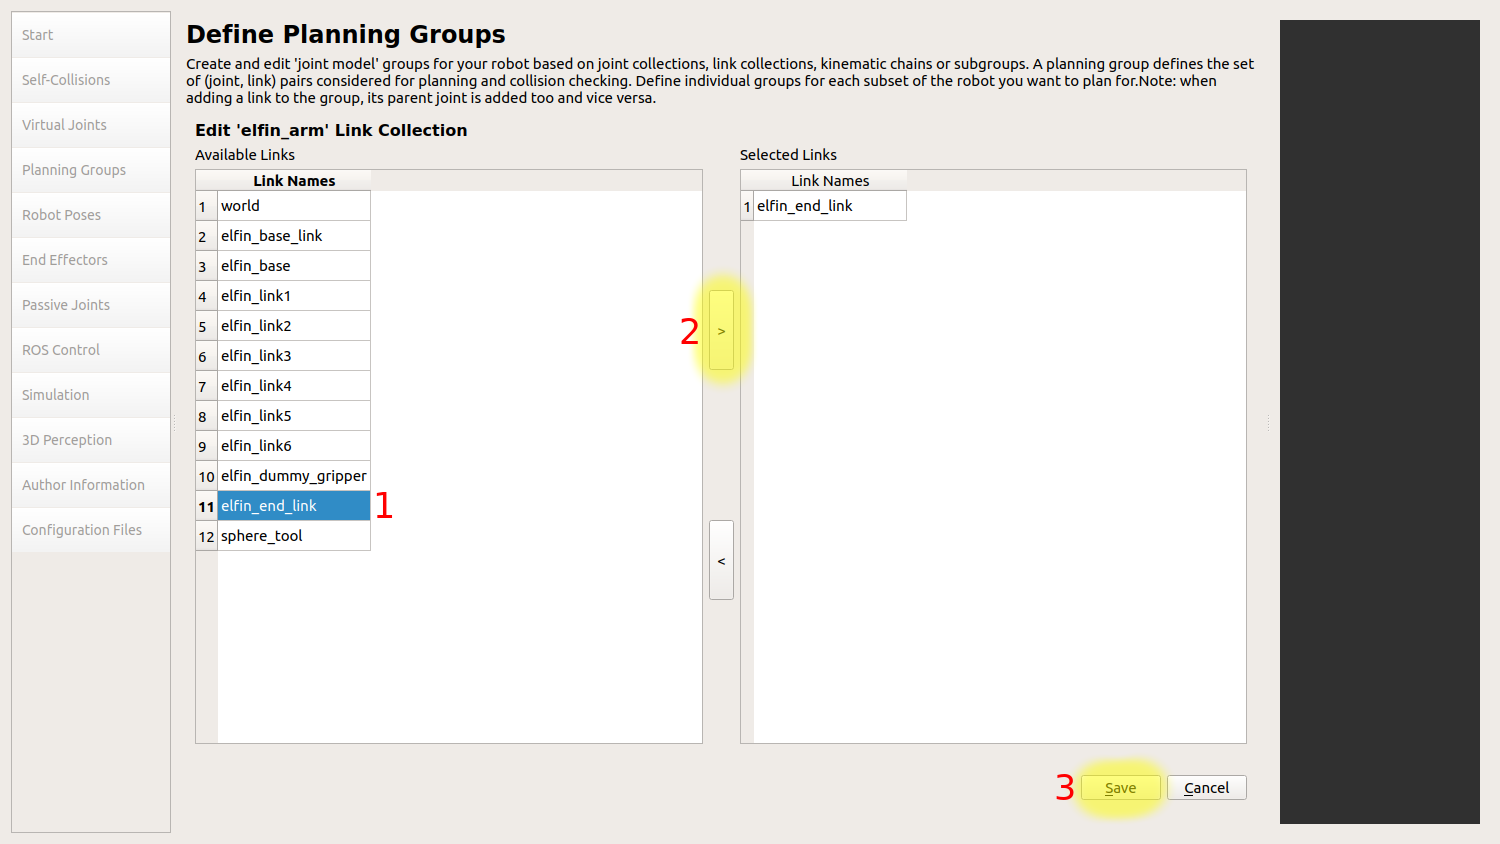 Start
Self-Collisions
Virtual Joints
Planning Groups
Robot Poses
End Effectors
Passive Joints
ROS Control
Simulation
3D Perception
Author Information
Configuration Files
Define Planning Groups
Create and edit 'joint model' groups for your robot based on joint collections, link collections, kinematic chains or subgroups. A planning group defines the set
of (joint, link) pairs considered for planning and collision checking. Define individual groups for each subset of the robot you want to plan for.Note: when
adding a link to the group, its parent joint is added too and vice versa.
Edit 'elfin_arm' Link Collection
Available Links
Link Names
1 world
2 elfin_base_link
3 elfin_base
4 elfin_link1
5 elfin_link2
6 elfin_link3
7 elfin_link4
8 elfin_link5
9 elfin_link6
10 elfin_dummy_gripper
11 elfin_end_link 1
12 sphere_tool
2 >
<
Selected Links
Link Names
1 elfin_end_link
3 Save Cancel